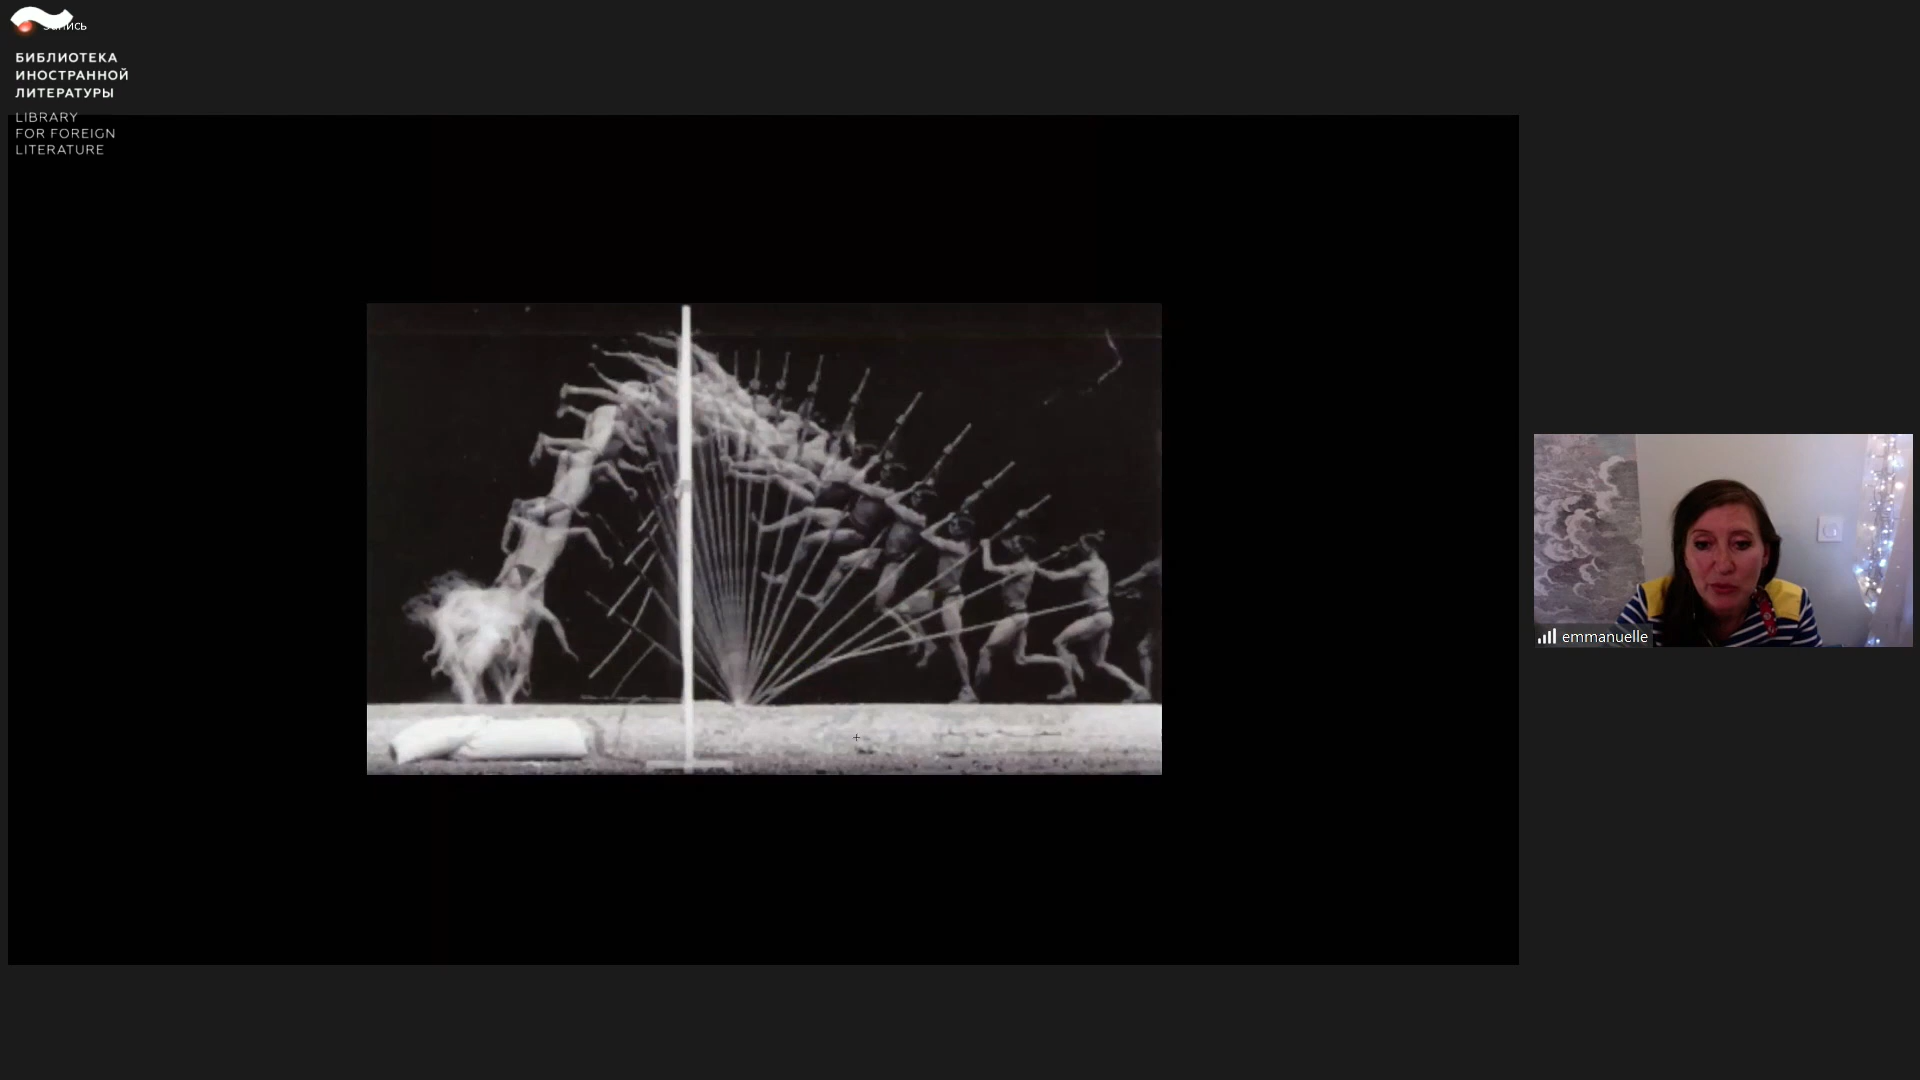 БИБЛИОТЕКА
ИНОСТРАННОЙ
ЛИТЕРАТУРЫ
LIBRARY
FOR FOREIGN
LITERATURE
emmanuelle